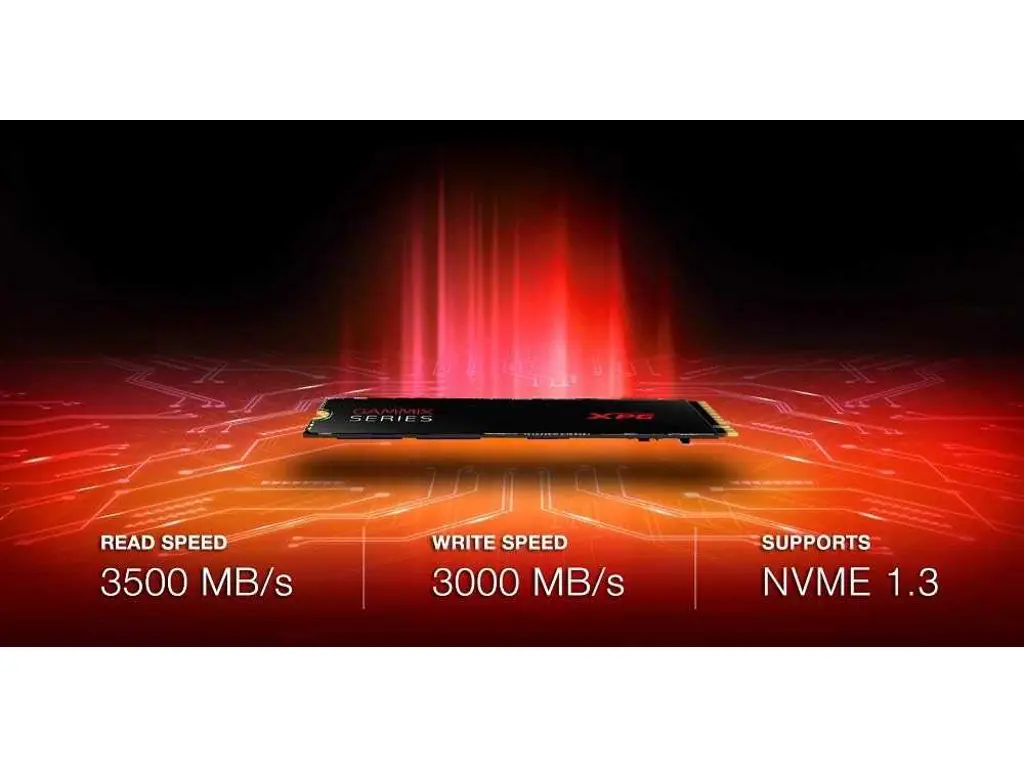 GAMMIX
SERIES
XPG
READ SPEED
3500 MB/s
WRITE SPEED
3000 MB/s
SUPPORTS
NVME 1.3